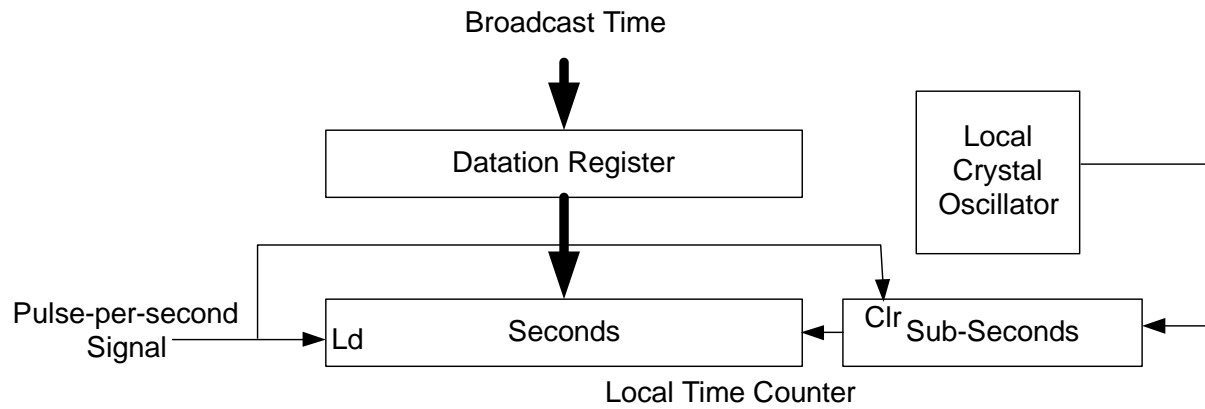 Broadcast Time
Datation Register
Local
Crystal
Oscillator
Pulse-per-second
Signal
Ld
Seconds
Clr
Sub-Seconds
Local Time Counter